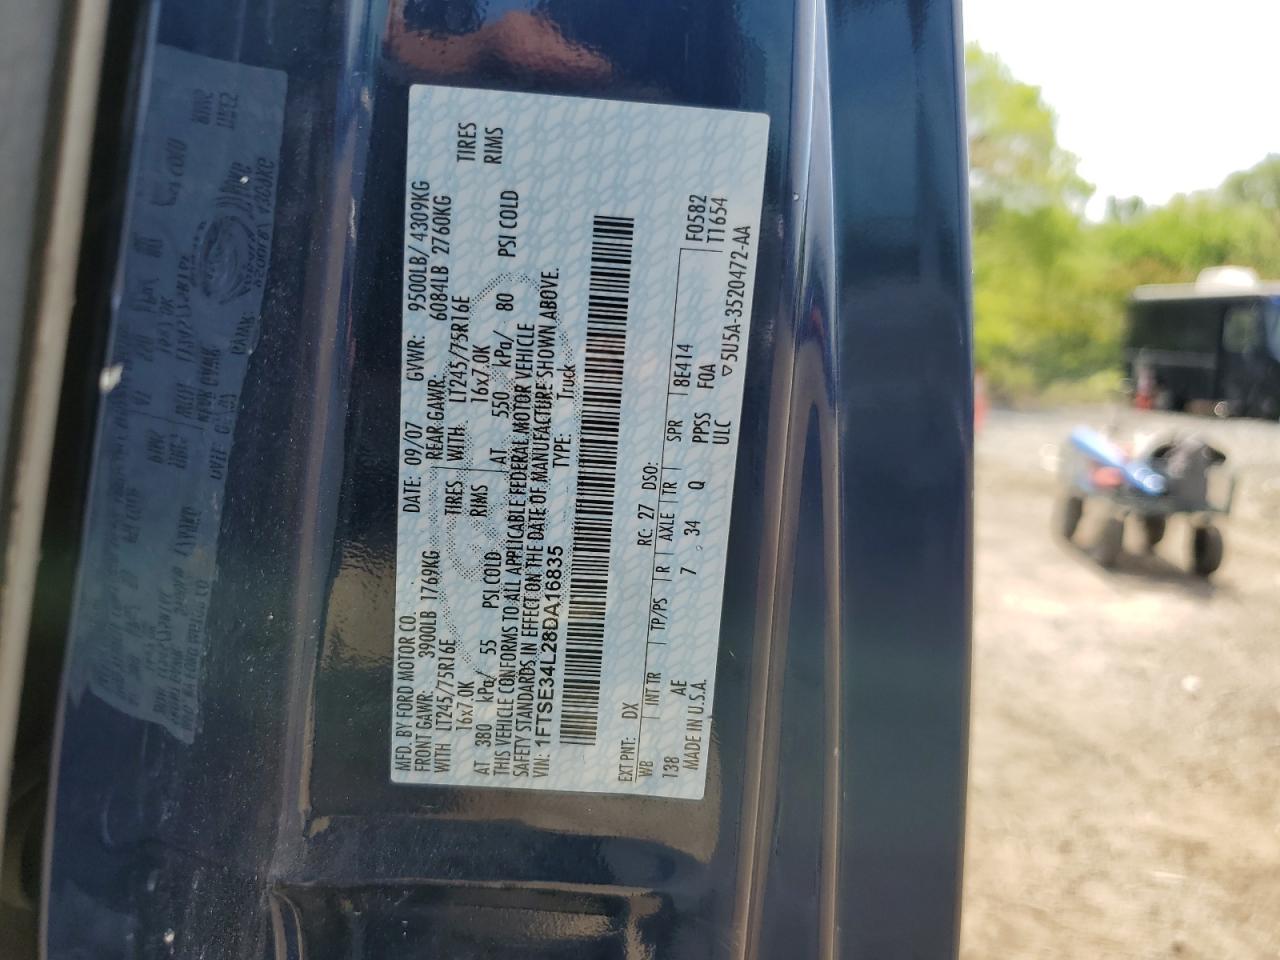 MFD. BY FORD MOTOR CO.
DATE: 09/07 GVWR: 9500LB/ 4309KG
FRONT GAWR: 3900LB 1769KG REAR GAWR: 6084LB 2760KG
WITH LT245/75R16E TIRES WITH LT245/75R16E TIRES
16x7.0K RIMS 16x7.0K RIMS
AT 380 kPa/ 55 PSI COLD AT 550 kPa/ 80 PSI COLD
THIS VEHICLE CONFORMS TO ALL APPLICABLE FEDERAL MOTOR VEHICLE
SAFETY STANDARDS IN EFFECT ON THE DATE OF MANUFACTURE SHOWN ABOVE.
VIN: 1FTSE34L28DA16835 TYPE: Truck
EXT PNT: DX RC: 27 DSO: F0582
WB INT TR TP/PS R AXLE TR SPR 8E414 T1654
138 AE 7 34 Q PPSS F0A
MADE IN U.S.A. ULC 5U5A-3520472-AA